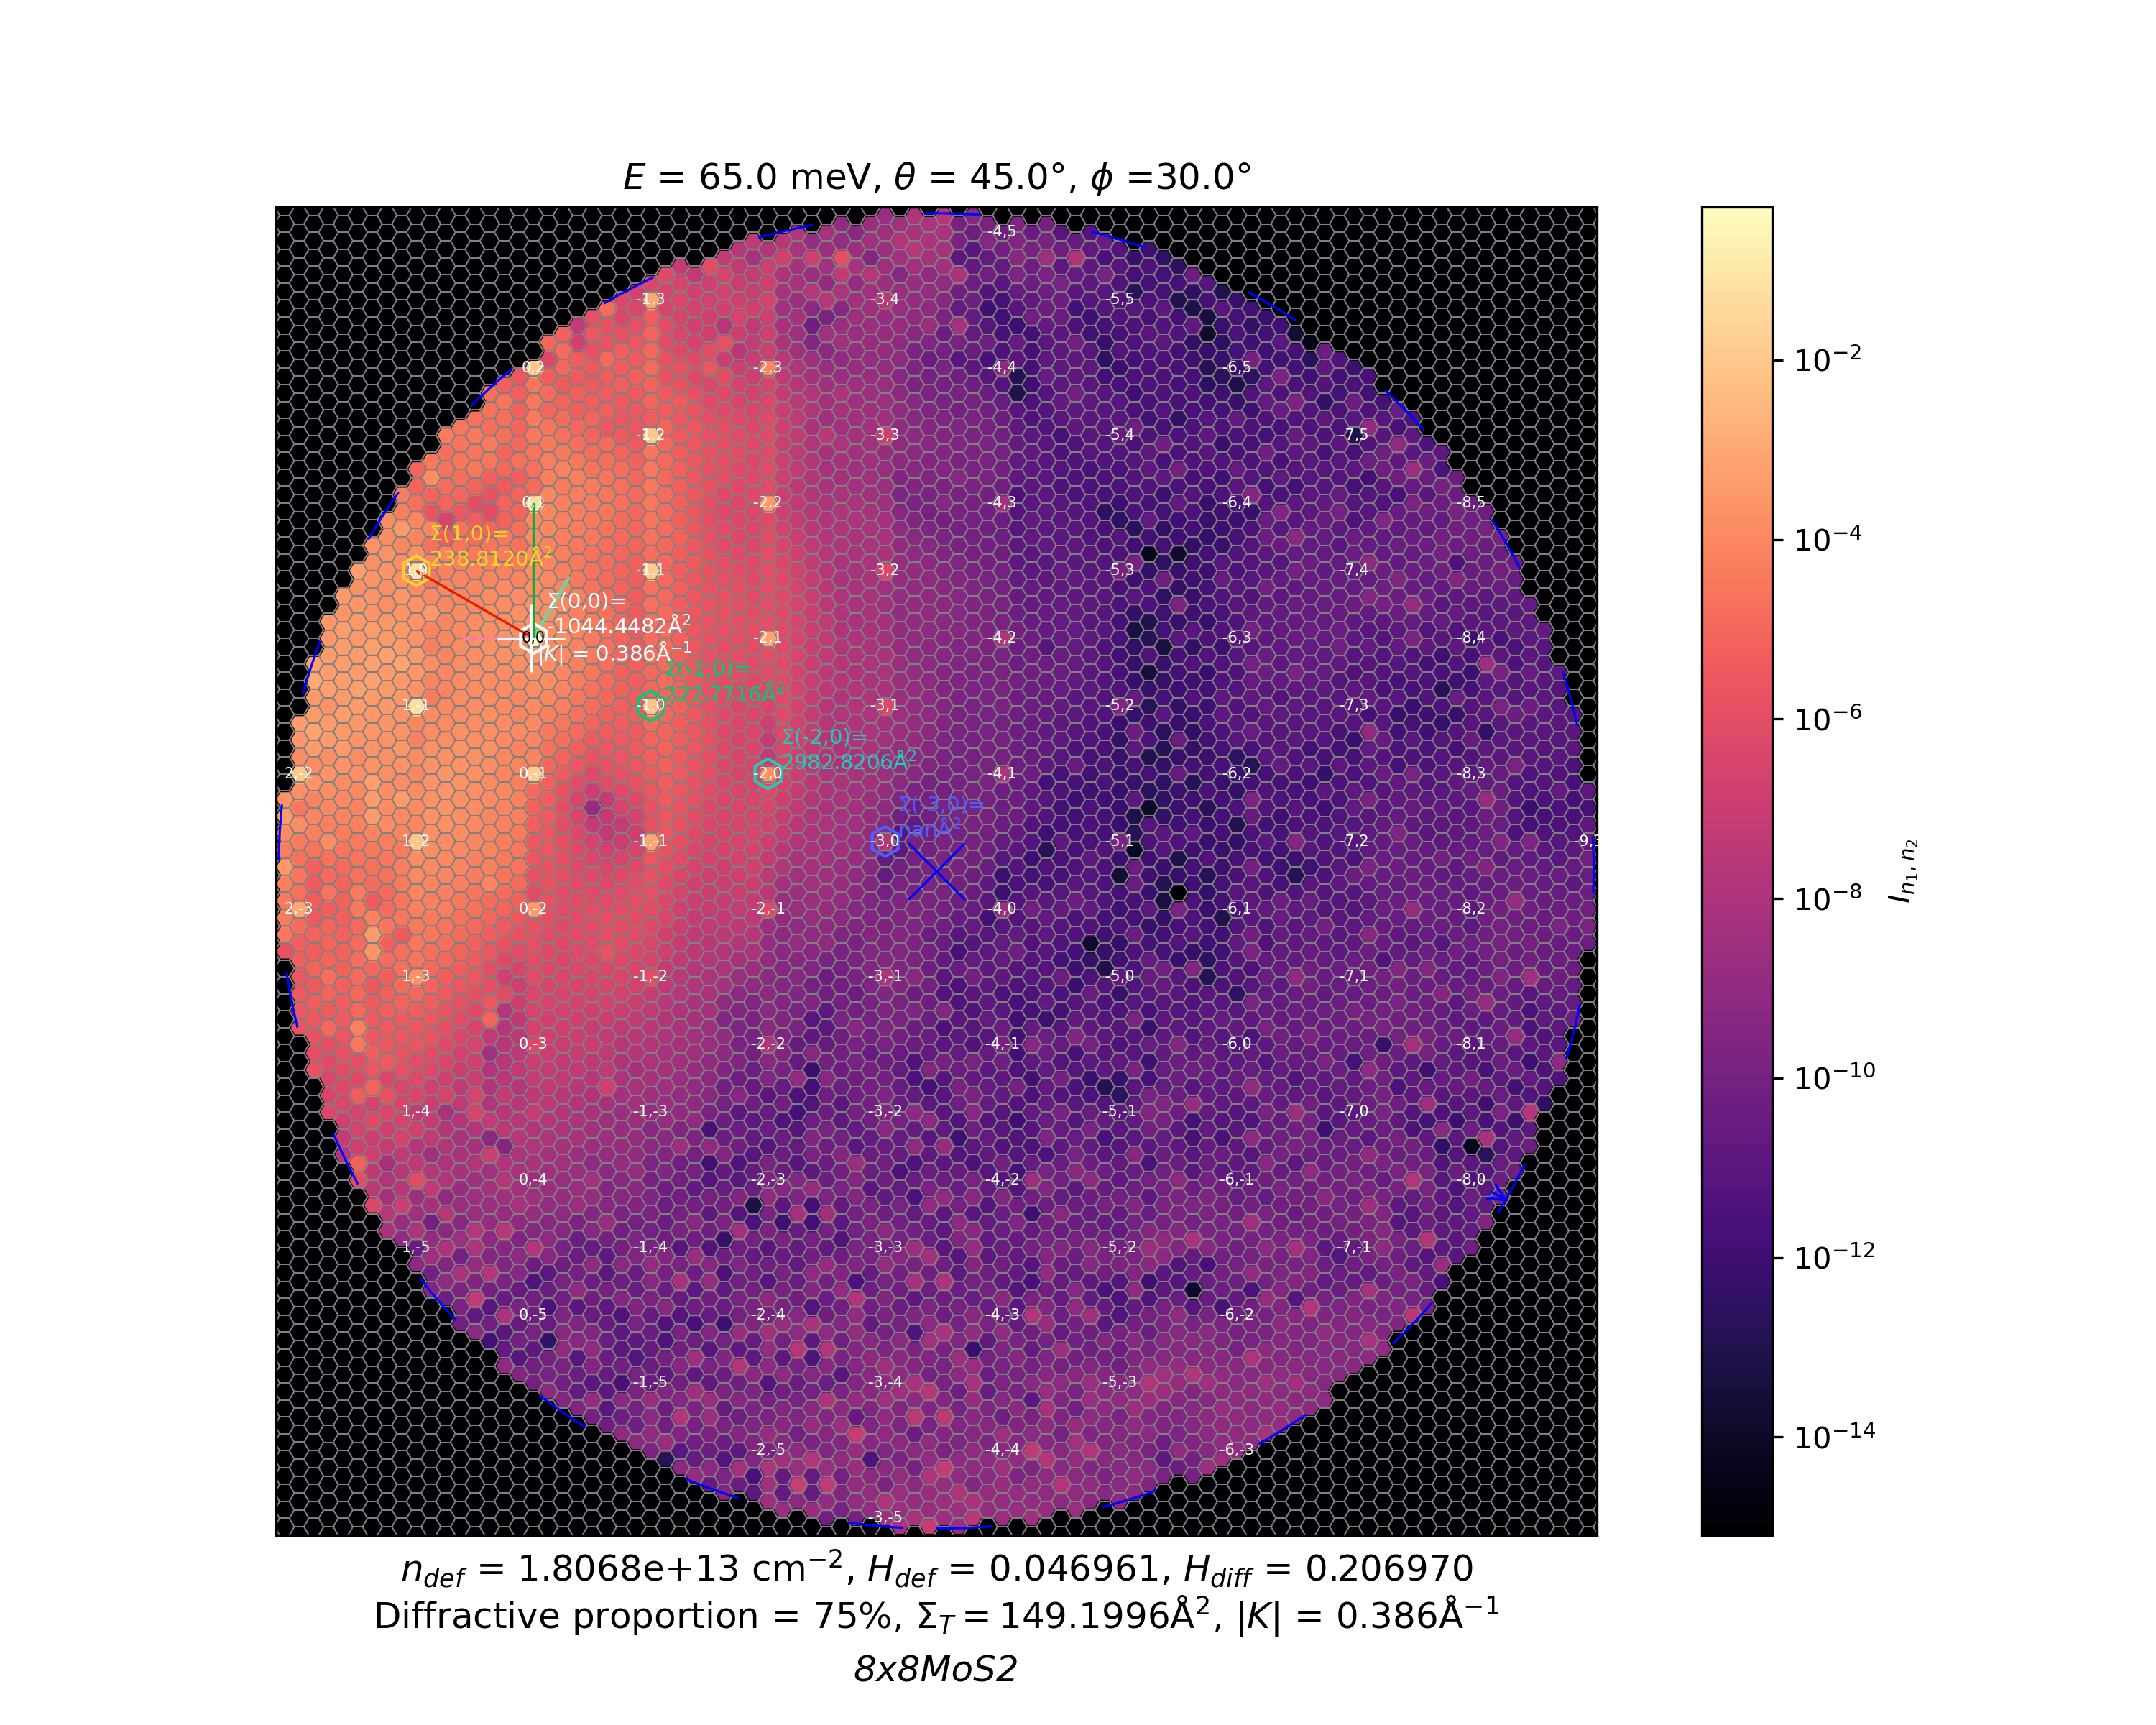 E = 65.0 meV, θ = 45.0°, ϕ =30.0°
-4,5
-1,3 -3,4 -5,5
0,2 -2,3 -4,4 -6,5
-1,2 -3,3 -5,4 -7,5
0,1 -2,2 -4,3 -6,4 -8,5
Σ(1,0)=
238.8120Å²
1,0 -1,1 -3,2 -5,3 -7,4
Σ(0,0)=
-1044.4482Å²
|K| = 0.386Å⁻¹
0,0 -2,1 -4,2 -6,3 -8,4
Σ(-1,0)=
222.7716Å²
1,-1 -1,0 -3,1 -5,2 -7,3
Σ(-2,0)=
2982.8206Å²
2,-2 0,-1 -2,0 -4,1 -6,2 -8,3
Σ(-3,0)=
nanÅ²
1,-2 -1,-1 -3,0 -5,1 -7,2 -9,3
2,-3 0,-2 -2,-1 -4,0 -6,1 -8,2
1,-3 -1,-2 -3,-1 -5,0 -7,1
0,-3 -2,-2 -4,-1 -6,0 -8,1
1,-4 -1,-3 -3,-2 -5,-1 -7,0
0,-4 -2,-3 -4,-2 -6,-1 -8,0
1,-5 -1,-4 -3,-3 -5,-2 -7,-1
0,-5 -2,-4 -4,-3 -6,-2
-1,-5 -3,-4 -5,-3
-2,-5 -4,-4 -6,-3
-3,-5
10⁻²
10⁻⁴
10⁻⁶
10⁻⁸
10⁻¹⁰
10⁻¹²
10⁻¹⁴
I_{n₁, n₂}
n_{def} = 1.8068e+13 cm⁻², H_{def} = 0.046961, H_{diff} = 0.206970
Diffractive proportion = 75%, Σ_T = 149.1996Å², |K| = 0.386Å⁻¹
8x8MoS2